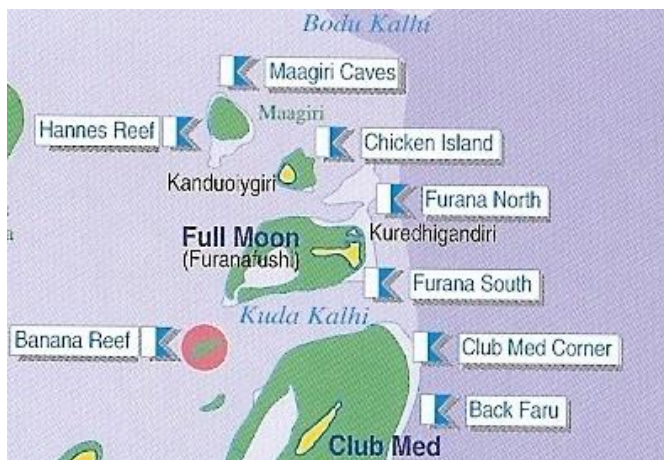 Bodu Kalhi
Maagiri Caves
Maagiri
Hannes Reef
Chicken Island
Kanduoiygiri
Furana North
Full Moon
Kuredhigandiri
(Furanafushi)
Furana South
Kuda Kalhi
Banana Reef
Club Med Corner
Back Faru
Club Med